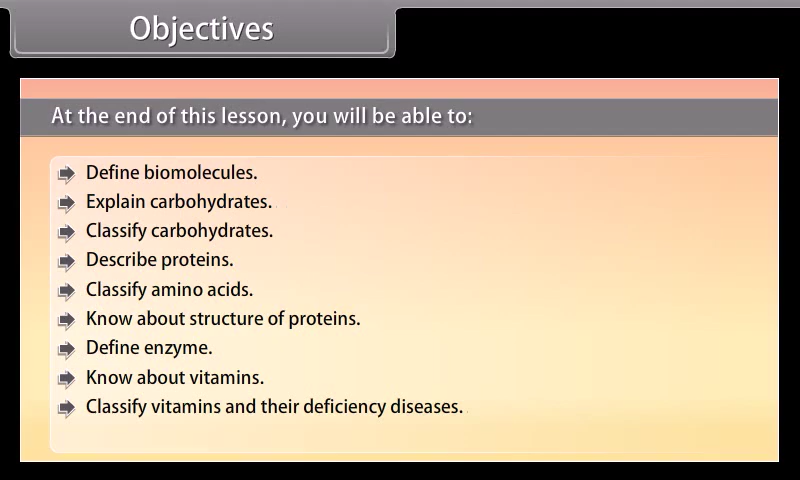 Objectives
At the end of this lesson, you will be able to:
Define biomolecules.
Explain carbohydrates.
Classify carbohydrates.
Describe proteins.
Classify amino acids.
Know about structure of proteins.
Define enzyme.
Know about vitamins.
Classify vitamins and their deficiency diseases.